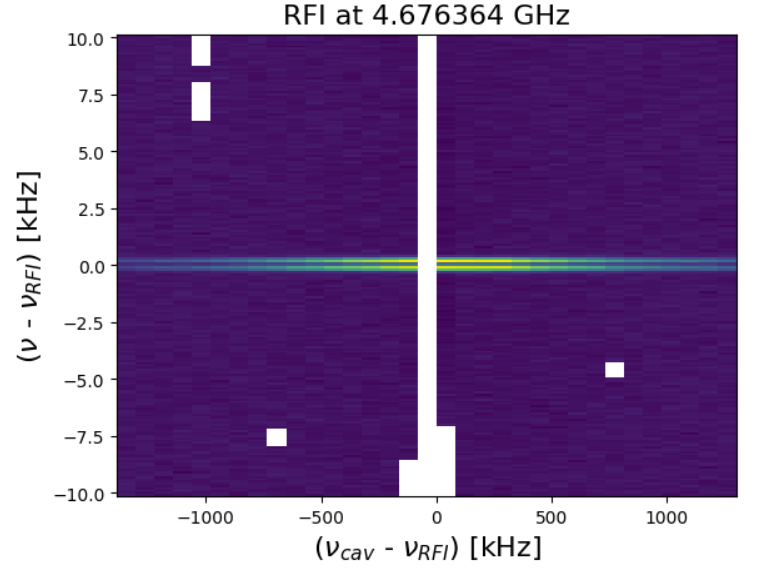 RFI at 4.676364 GHz
(ν - ν_RFI) [kHz]
10.0
7.5
5.0
2.5
0.0
−2.5
−5.0
−7.5
−10.0
−1000 −500 0 500 1000
(ν_cav - ν_RFI) [kHz]